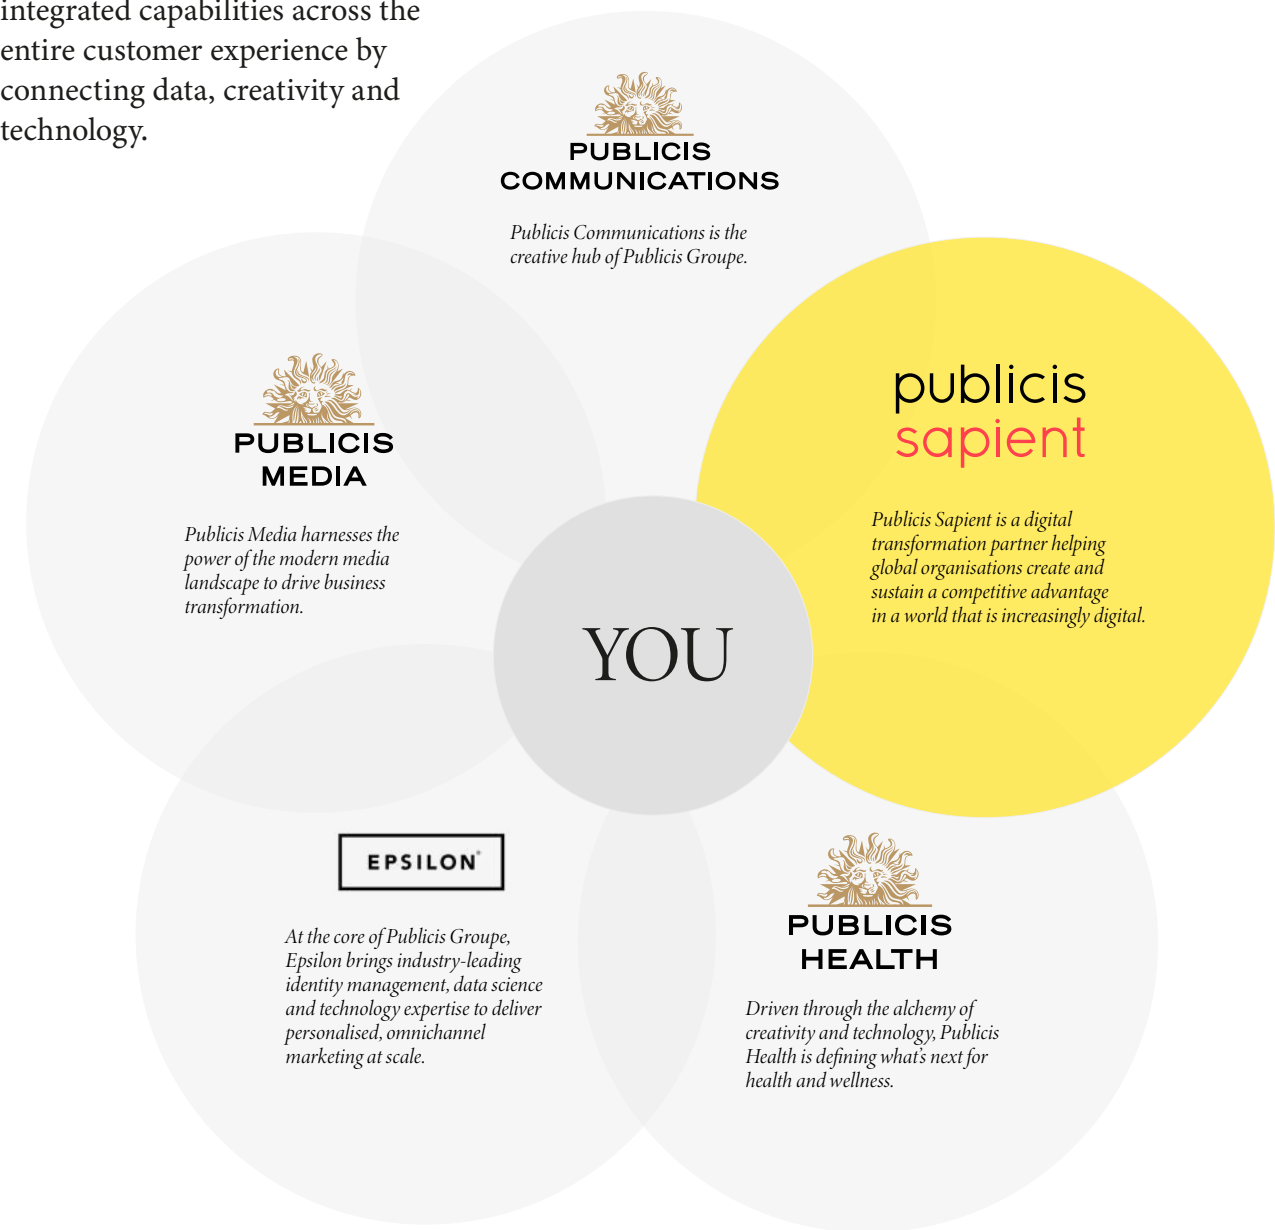 integrated capabilities across the
entire customer experience by
connecting data, creativity and
technology.
PUBLICIS
COMMUNICATIONS
Publicis Communications is the
creative hub of Publicis Groupe.
PUBLICIS
MEDIA
Publicis Media harnesses the
power of the modern media
landscape to drive business
transformation.
publicis
sapient
Publicis Sapient is a digital
transformation partner helping
global organisations create and
sustain a competitive advantage
in a world that is increasingly digital.
YOU
EPSILON®
At the core of Publicis Groupe,
Epsilon brings industry-leading
identity management, data science
and technology expertise to deliver
personalised, omnichannel
marketing at scale.
PUBLICIS
HEALTH
Driven through the alchemy of
creativity and technology, Publicis
Health is defining what's next for
health and wellness.